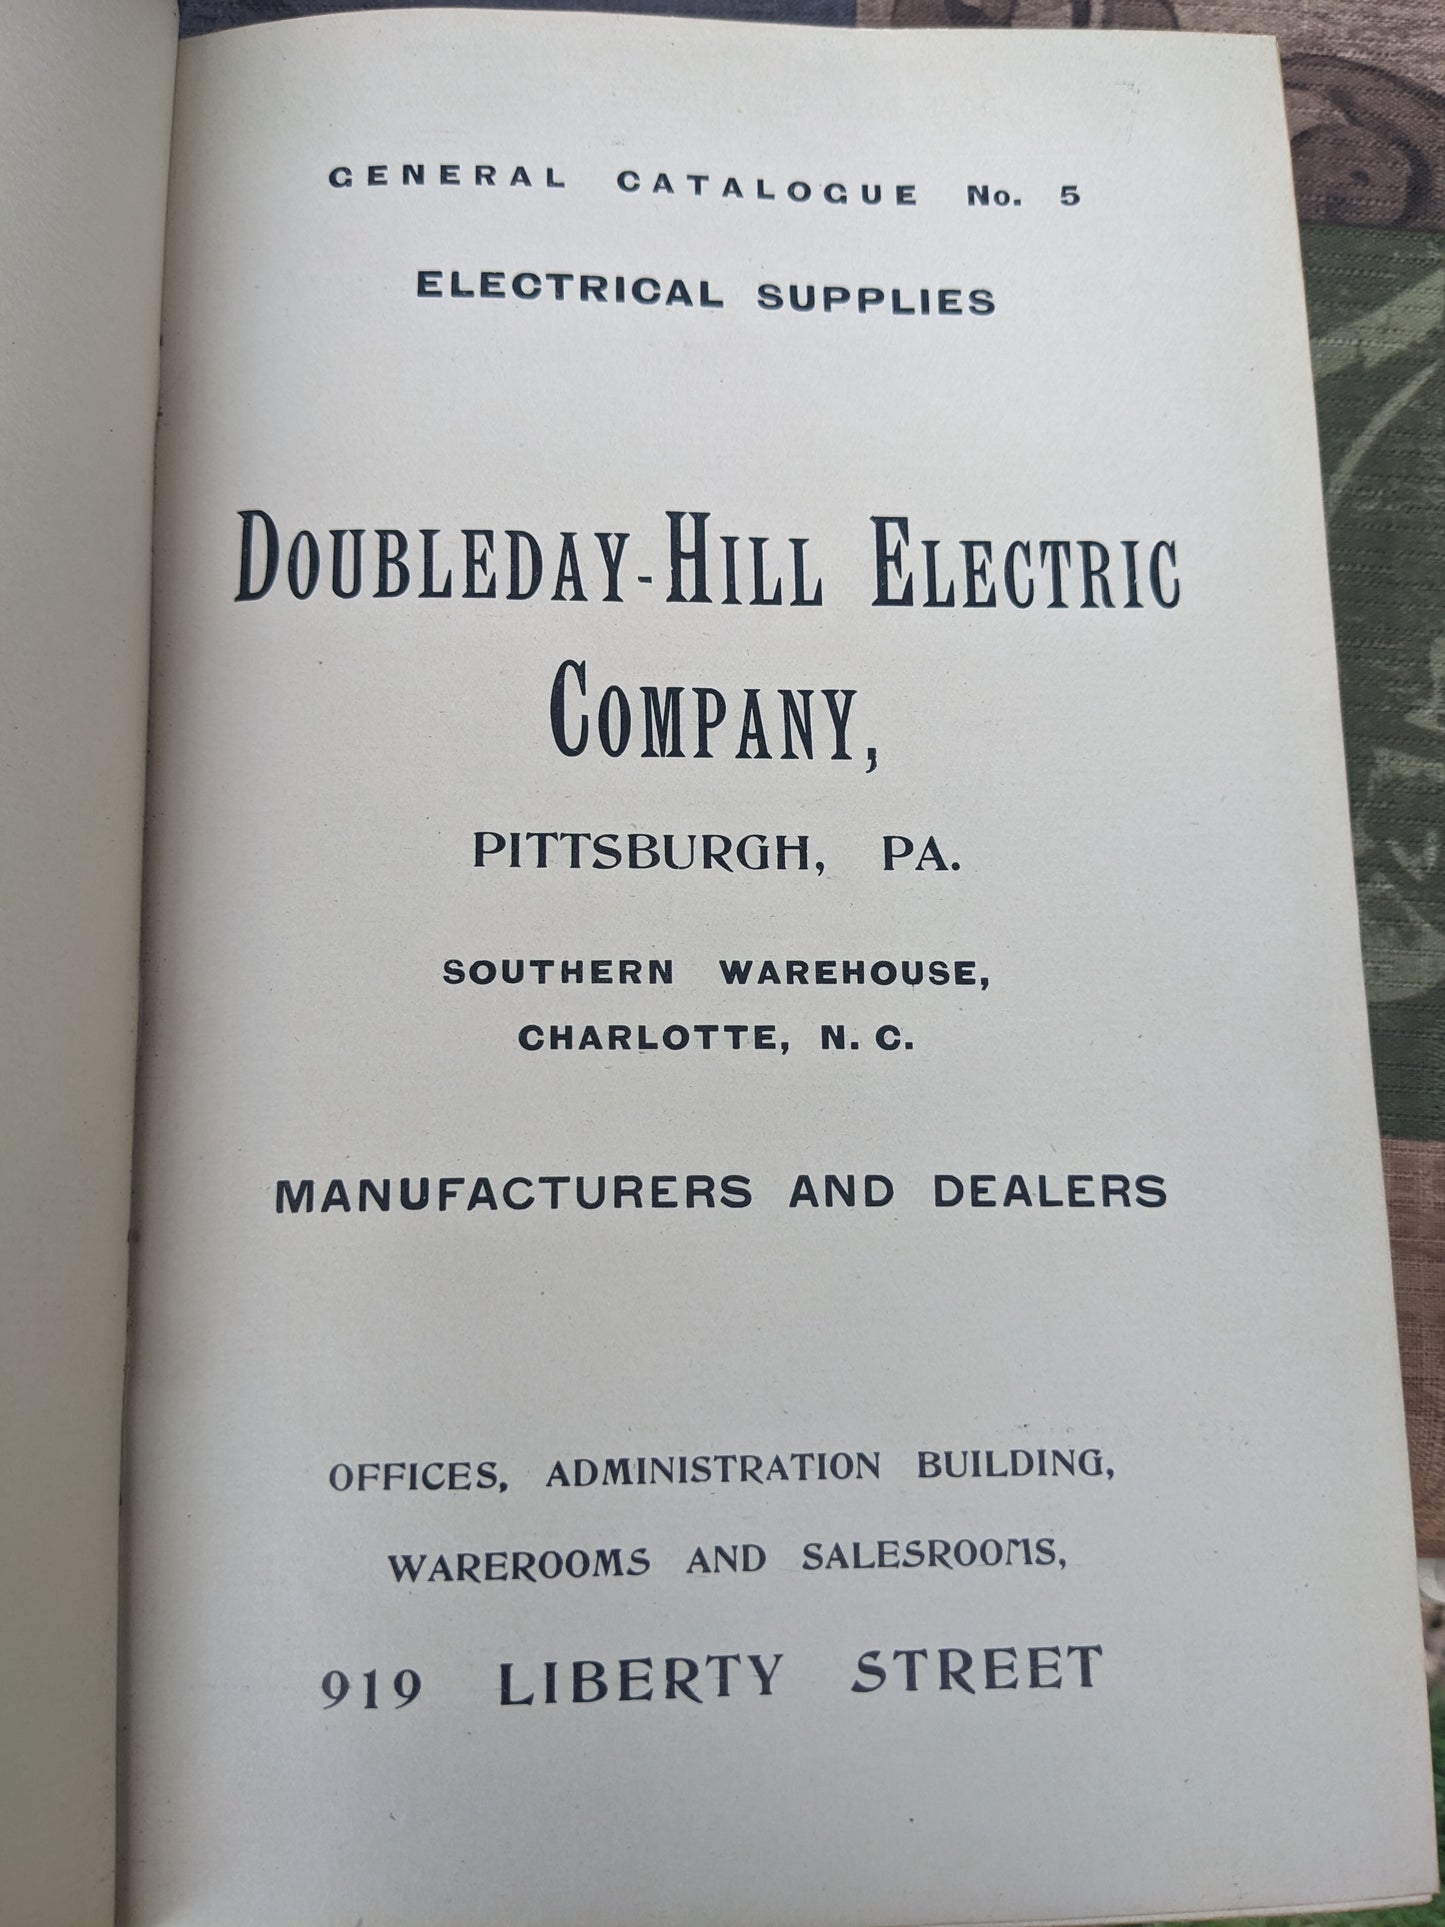 GENERAL CATALOGUE No. 5
ELECTRICAL SUPPLIES
DOUBLEDAY-HILL ELECTRIC
COMPANY,
PITTSBURGH, PA.
SOUTHERN WAREHOUSE,
CHARLOTTE, N. C.
MANUFACTURERS AND DEALERS
OFFICES, ADMINISTRATION BUILDING,
WAREROOMS AND SALESROOMS,
919 LIBERTY STREET